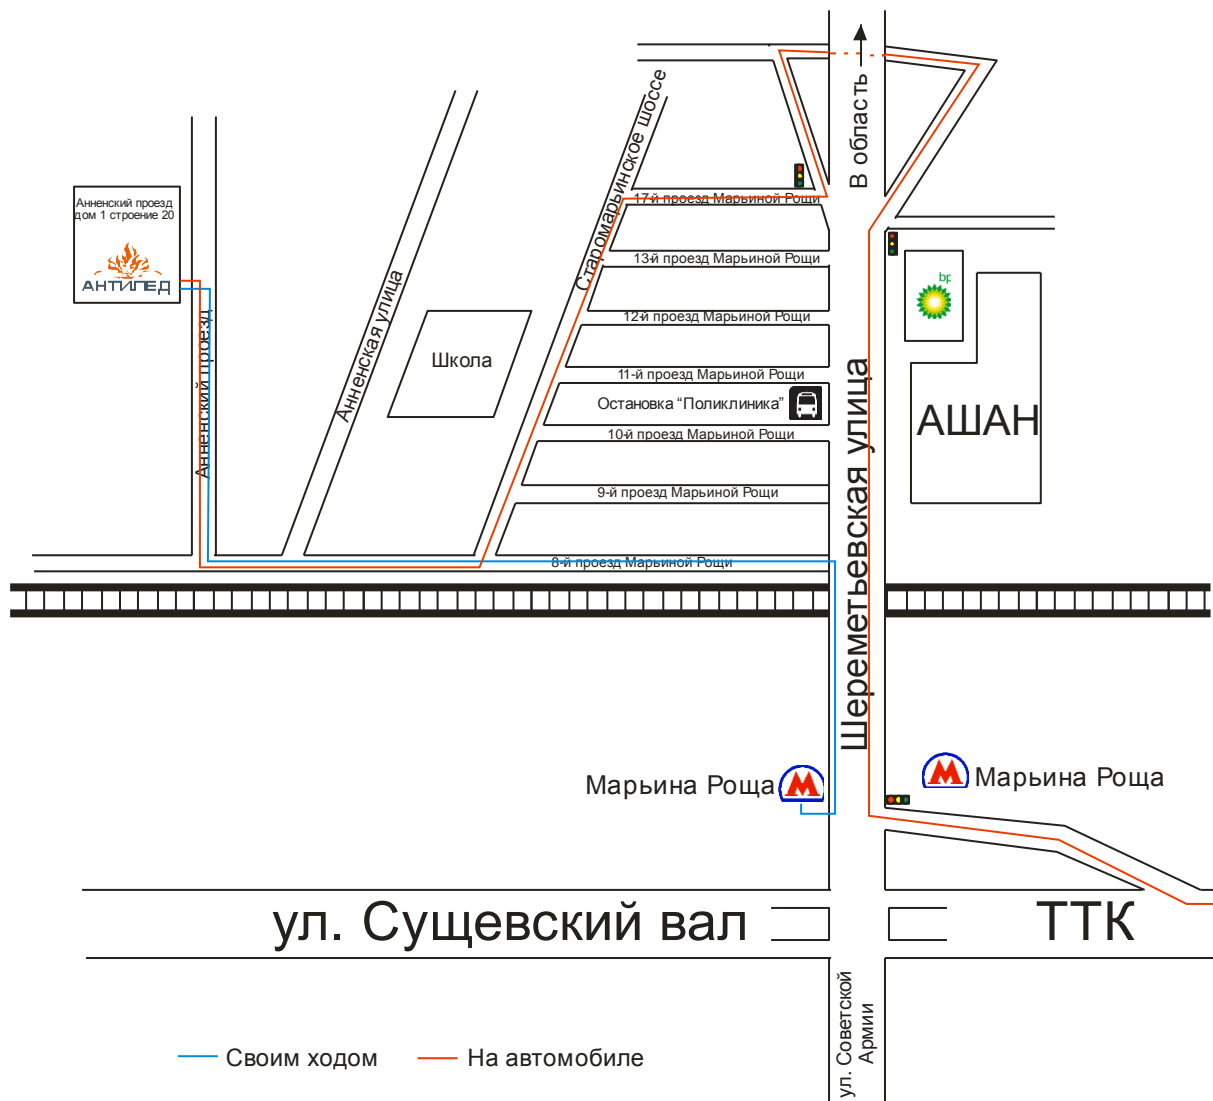 В область
Старомарьинское шоссе
17-й проезд Марьиной Рощи
Анненский проезд
дом 1 строение 20
АНТИЛЕД
13-й проезд Марьиной Рощи
bp
12-й проезд Марьиной Рощи
Анненский проезд
Анненская улица
Школа
11-й проезд Марьиной Рощи
Остановка “Поликлиника”
АШАН
10-й проезд Марьиной Рощи
9-й проезд Марьиной Рощи
Шереметьевская улица
8-й проезд Марьиной Рощи
Марьина Роща
М
М
Марьина Роща
ул. Сущевский вал
ТТК
ул. Советской
Армии
Своим ходом
На автомобиле